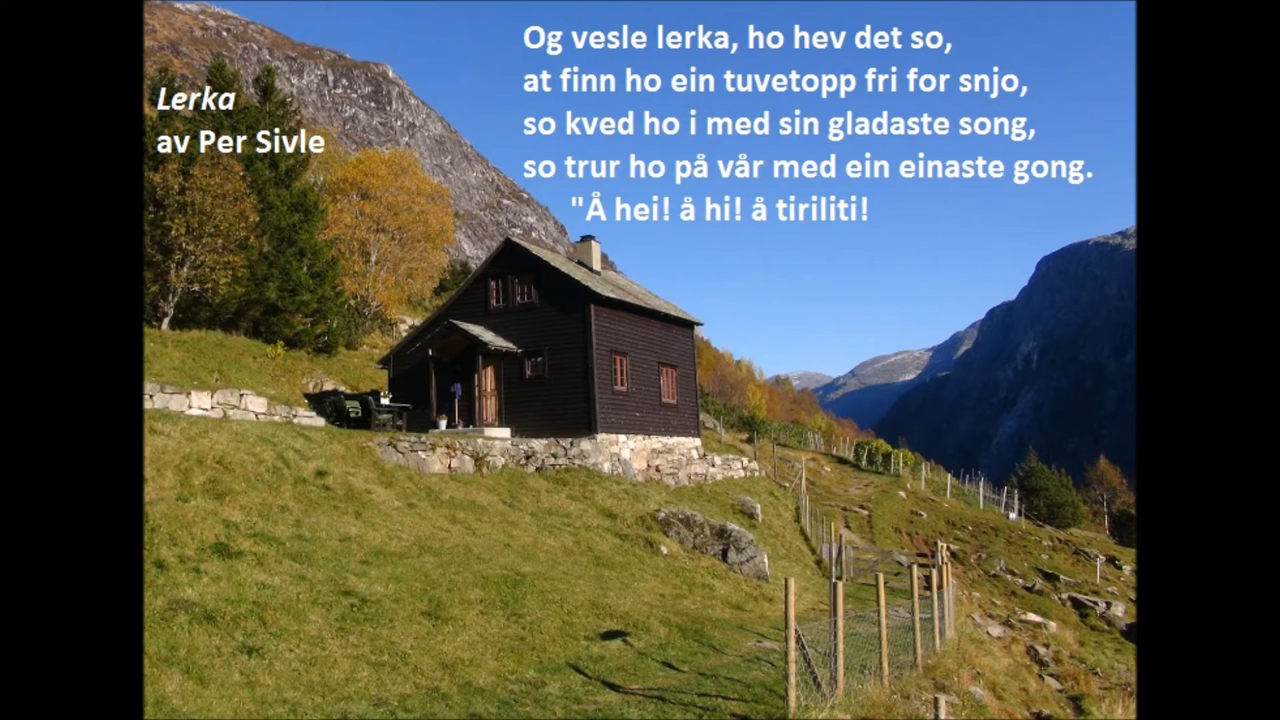 Lerka
av Per Sivle
Og vesle lerka, ho hev det so,
at finn ho ein tuvetopp fri for snjo,
so kved ho i med sin gladaste song,
so trur ho på vår med ein einaste gong.
"Å hei! å hi! å tiriliti!